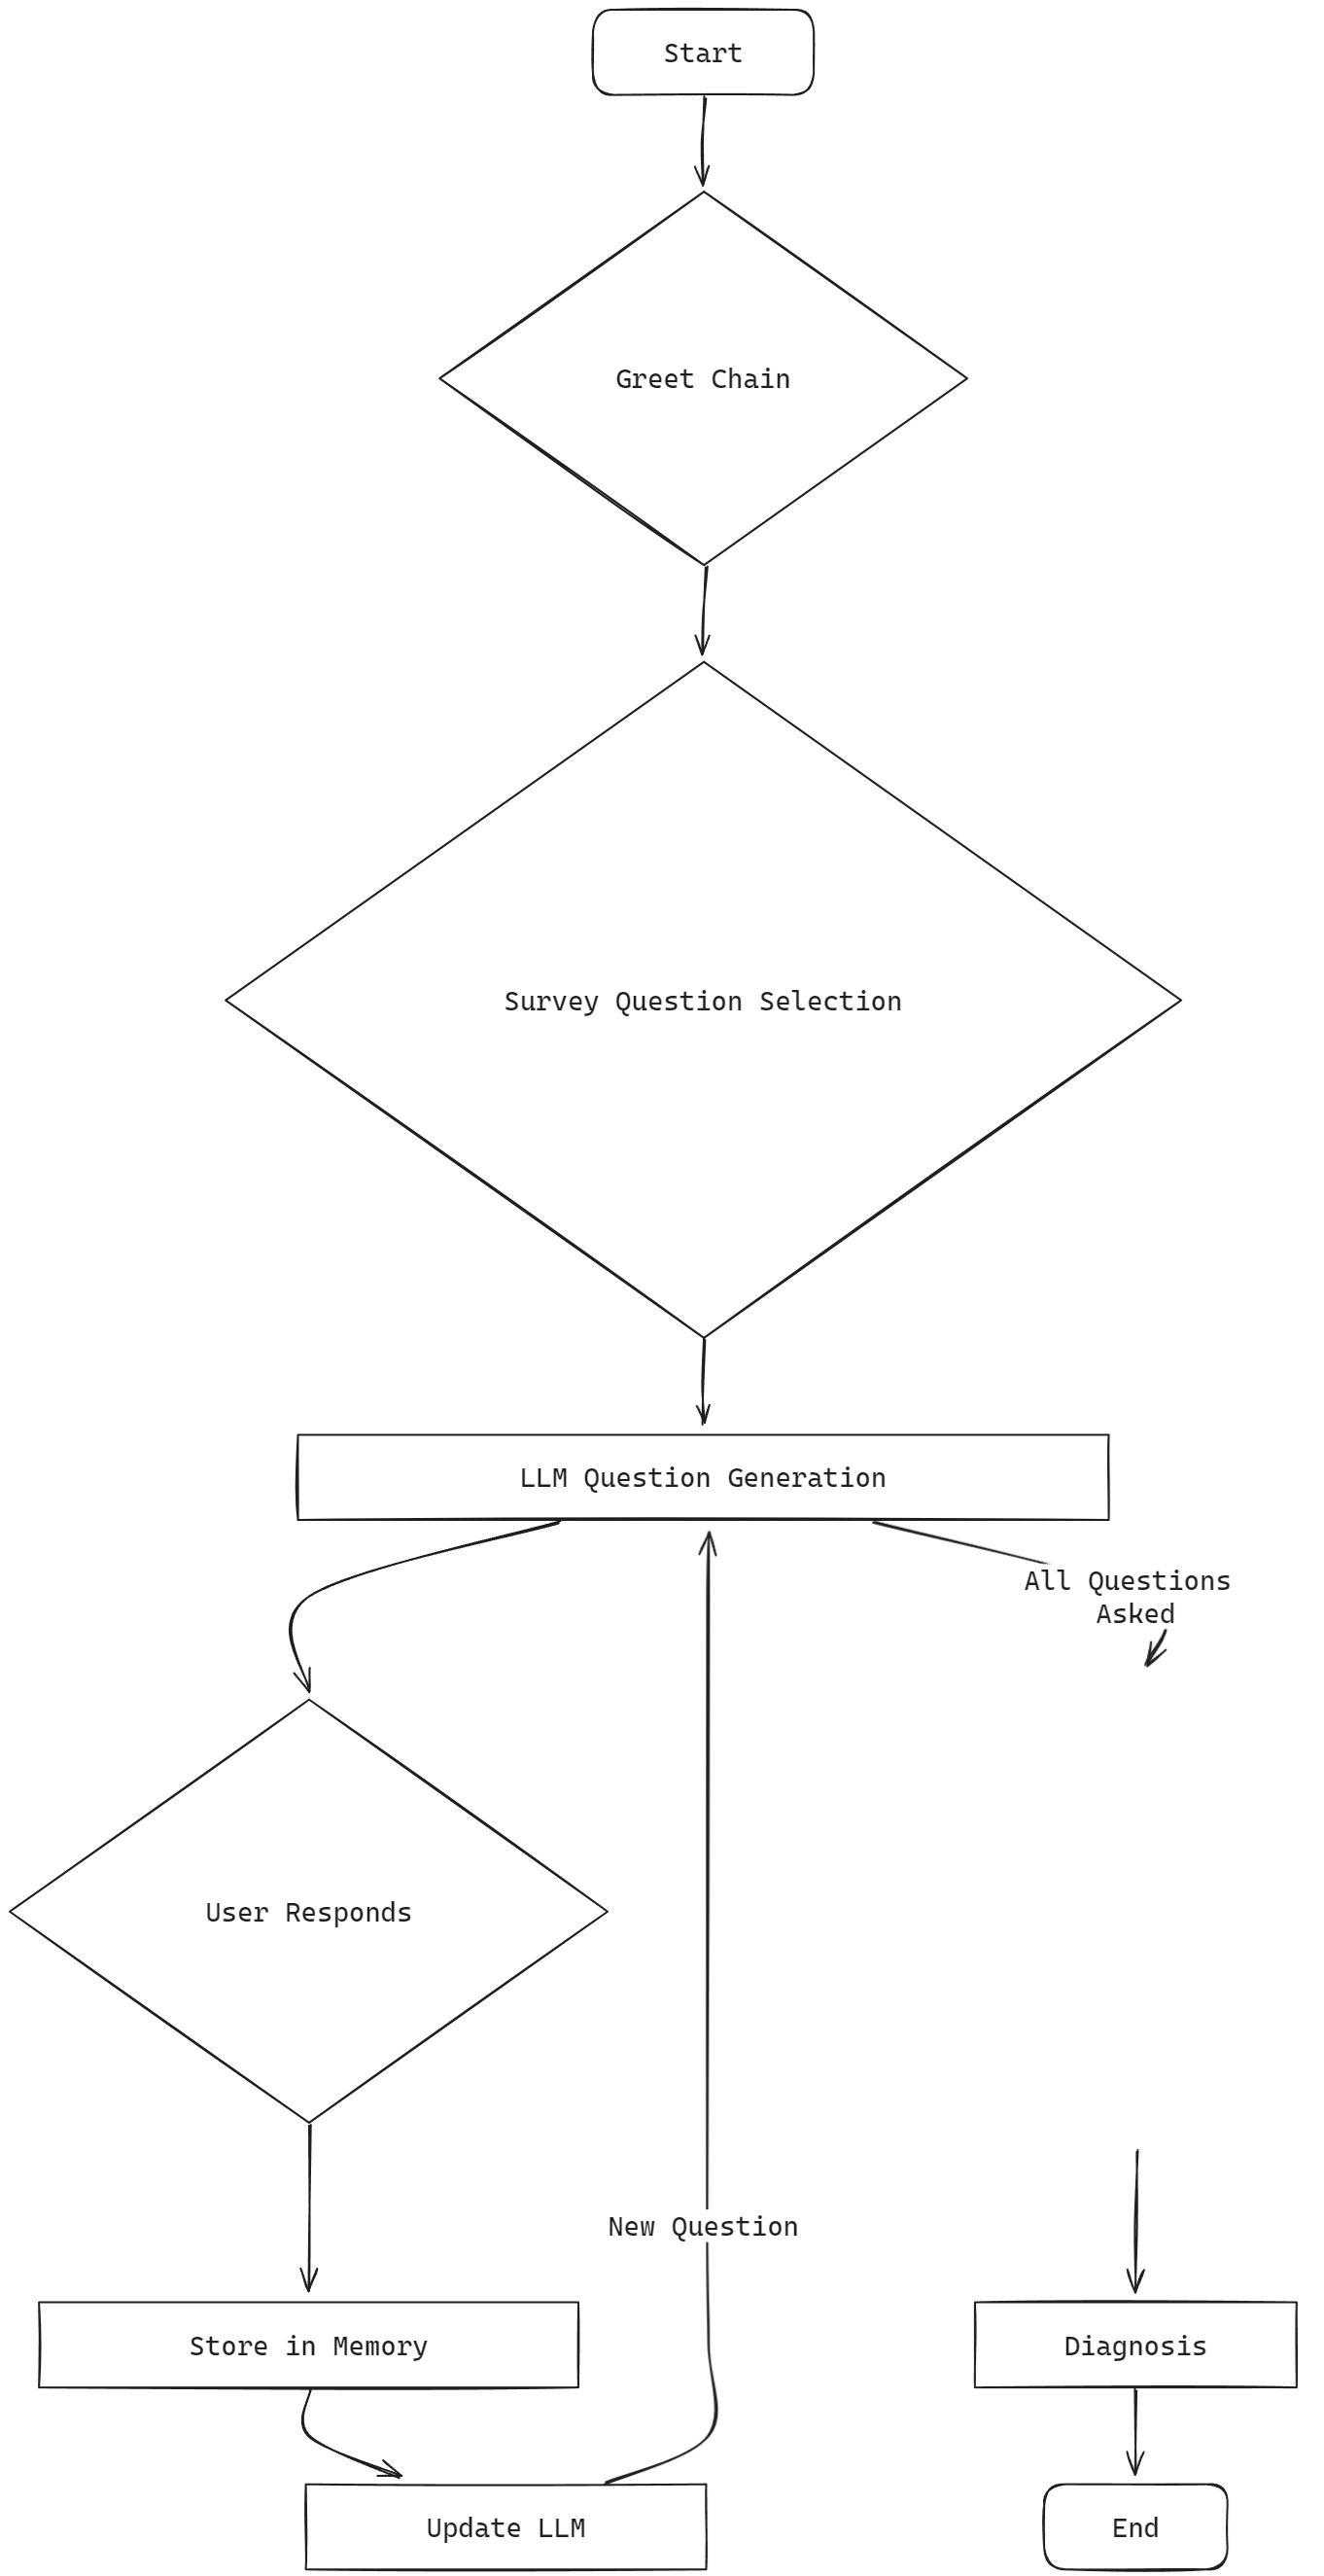 Start
Greet Chain
Survey Question Selection
LLM Question Generation
All Questions
Asked
User Responds
New Question
Store in Memory
Diagnosis
Update LLM
End